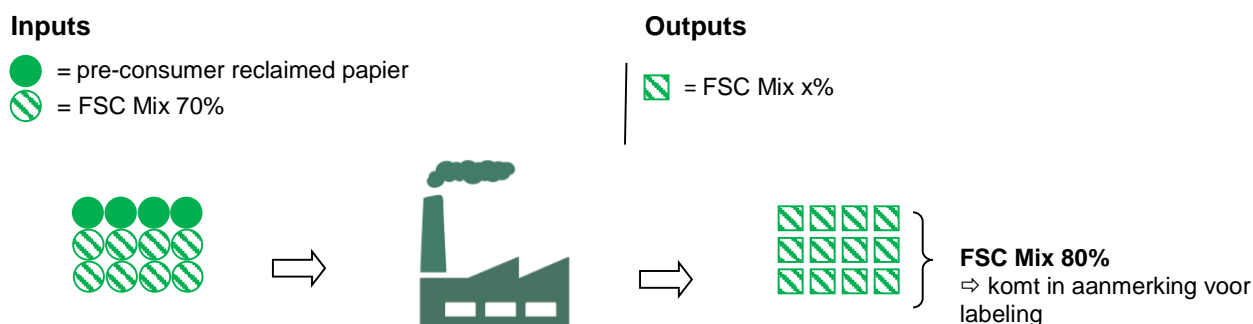 Inputs
= pre-consumer reclaimed papier
= FSC Mix 70%
Outputs
= FSC Mix x%
FSC Mix 80%
⇨ komt in aanmerking voor
labeling